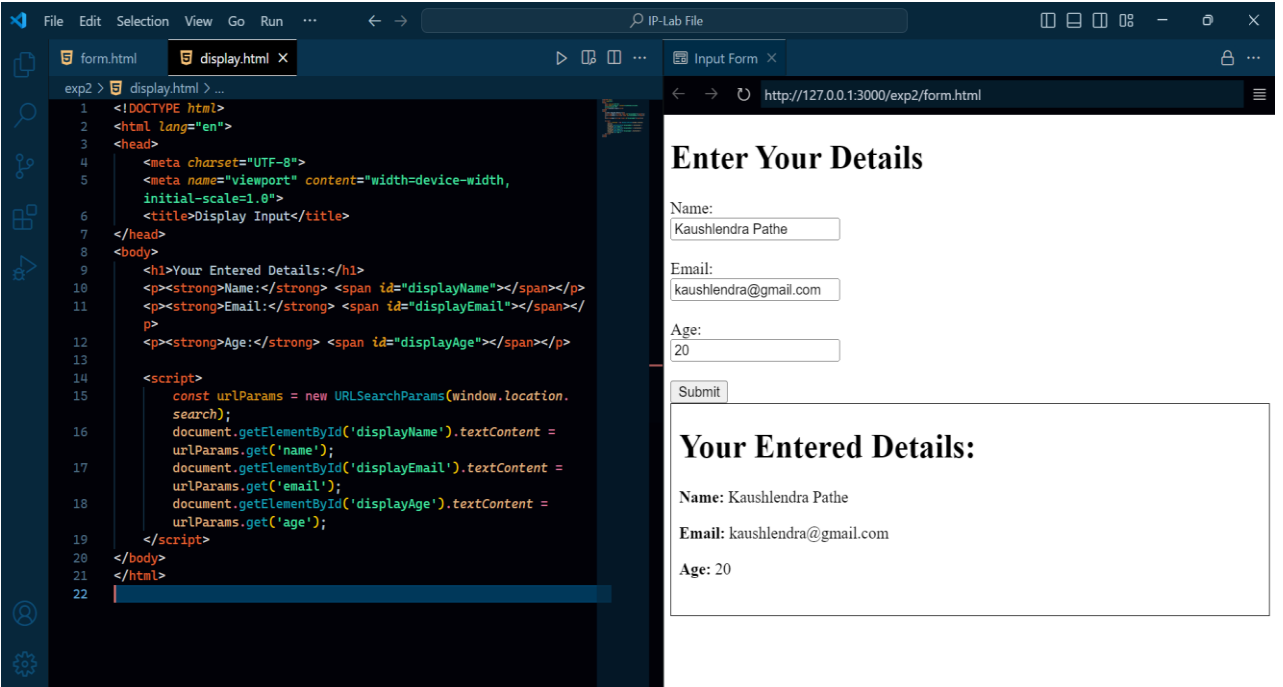 File Edit Selection View Go Run ··· ← → IP-Lab File
form.html display.html × Input Form ×
exp2 > display.html > ...
http://127.0.0.1:3000/exp2/form.html
1 <!DOCTYPE html>
2 <html lang="en">
3 <head>
4 <meta charset="UTF-8">
5 <meta name="viewport" content="width=device-width,
initial-scale=1.0">
6 <title>Display Input</title>
7 </head>
8 <body>
9 <h1>Your Entered Details:</h1>
10 <p><strong>Name:</strong> <span id="displayName"></span></p>
11 <p><strong>Email:</strong> <span id="displayEmail"></span></
p>
12 <p><strong>Age:</strong> <span id="displayAge"></span></p>
13
14 <script>
15 const urlParams = new URLSearchParams(window.location.
search);
16 document.getElementById('displayName').textContent =
urlParams.get('name');
17 document.getElementById('displayEmail').textContent =
urlParams.get('email');
18 document.getElementById('displayAge').textContent =
urlParams.get('age');
19 </script>
20 </body>
21 </html>
22
Enter Your Details
Name:
Kaushlendra Pathe
Email:
kaushlendra@gmail.com
Age:
20
Submit
Your Entered Details:
Name: Kaushlendra Pathe
Email: kaushlendra@gmail.com
Age: 20